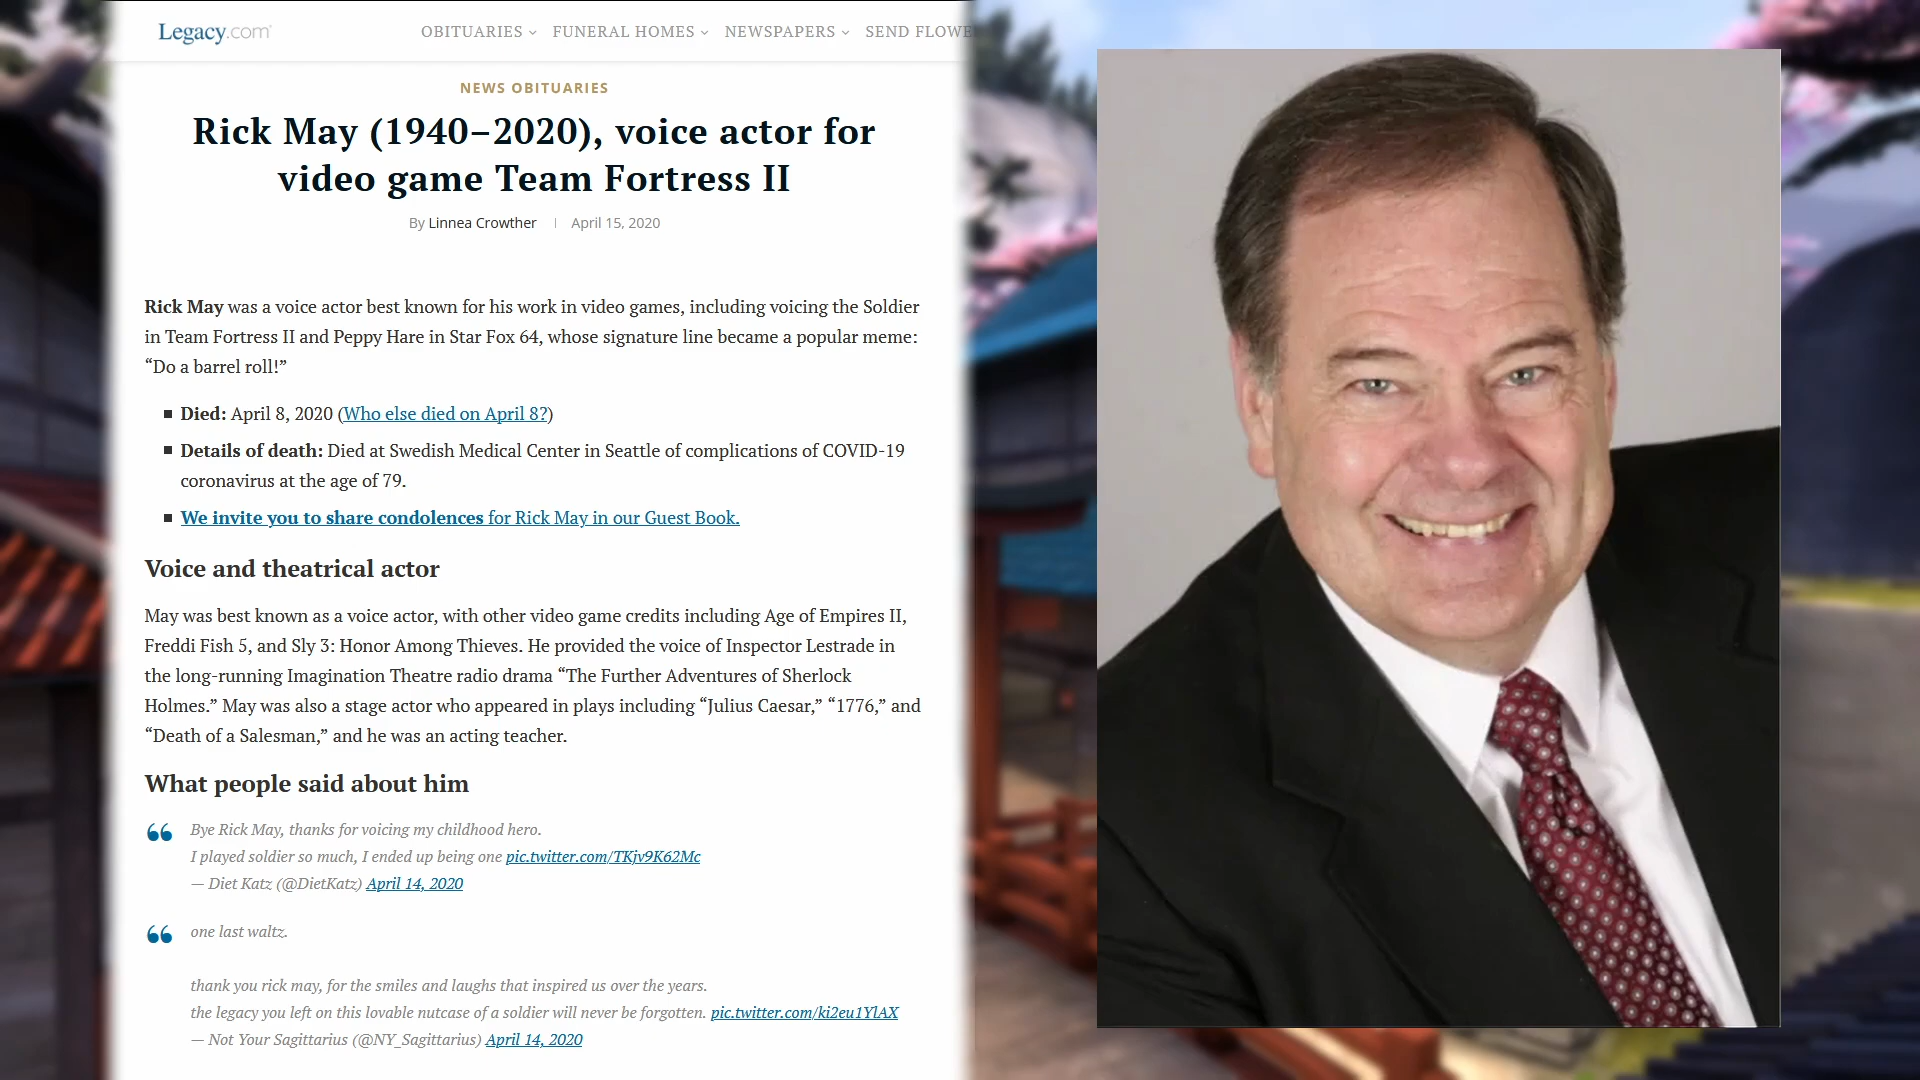 Legacy.com
OBITUARIES FUNERAL HOMES NEWSPAPERS SEND FLOWE
NEWS OBITUARIES
Rick May (1940–2020), voice actor for
video game Team Fortress II
By Linnea Crowther | April 15, 2020
Rick May was a voice actor best known for his work in video games, including voicing the Soldier
in Team Fortress II and Peppy Hare in Star Fox 64, whose signature line became a popular meme:
“Do a barrel roll!”
Died: April 8, 2020 (Who else died on April 8?)
Details of death: Died at Swedish Medical Center in Seattle of complications of COVID-19
coronavirus at the age of 79.
We invite you to share condolences for Rick May in our Guest Book.
Voice and theatrical actor
May was best known as a voice actor, with other video game credits including Age of Empires II,
Freddi Fish 5, and Sly 3: Honor Among Thieves. He provided the voice of Inspector Lestrade in
the long-running Imagination Theatre radio drama “The Further Adventures of Sherlock
Holmes.” May was also a stage actor who appeared in plays including “Julius Caesar,” “1776,” and
“Death of a Salesman,” and he was an acting teacher.
What people said about him
Bye Rick May, thanks for voicing my childhood hero.
I played soldier so much, I ended up being one pic.twitter.com/TKjv9K62Mc
— Diet Katz (@DietKatz) April 14, 2020
one last waltz.
thank you rick may, for the smiles and laughs that inspired us over the years.
the legacy you left on this lovable nutcase of a soldier will never be forgotten. pic.twitter.com/ki2eu1YlAX
— Not Your Sagittarius (@NY_Sagittarius) April 14, 2020